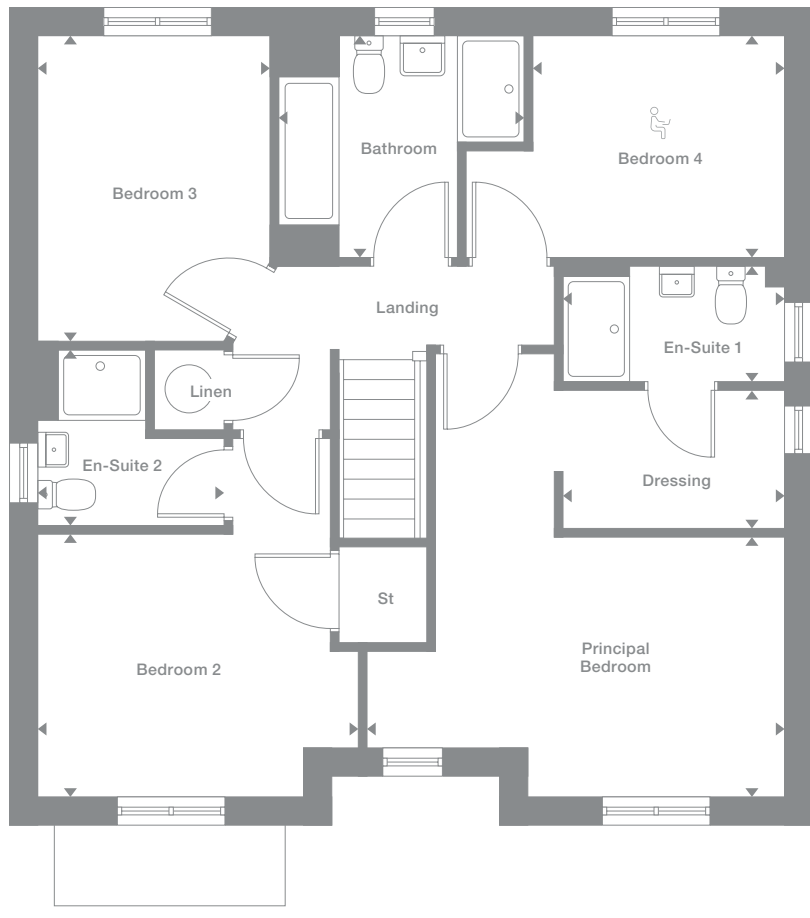 Bathroom
Bedroom 4
Bedroom 3
Landing
En-Suite 1
Linen
En-Suite 2
Dressing
St
Principal
Bedroom
Bedroom 2